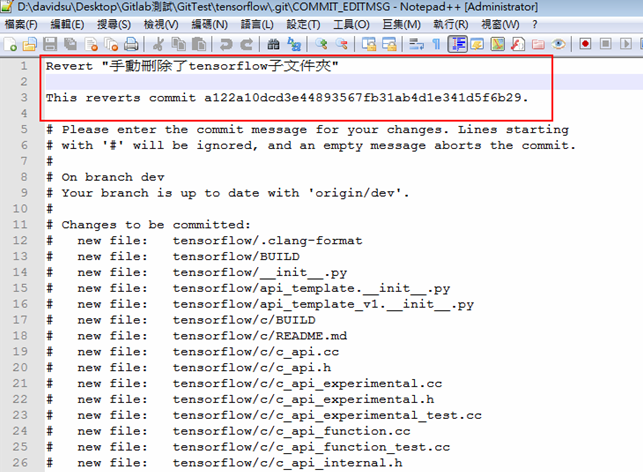 D:\davidsu\Desktop\Gitlab測試\GitTest\tensorflow\.git\COMMIT_EDITMSG - Notepad++ [Administrator]
檔案(F) 編輯(E) 搜尋(S) 檢視(V) 編碼(N) 語言(L) 設定(T) 工具(O) 巨集(M) 執行(R) 視窗(W) ?
1 Revert "手動刪除了tensorflow子文件夾"
2
3 This reverts commit a122a10dcd3e44893567fb31ab4d1e341d5f6b29.
4
5 # Please enter the commit message for your changes. Lines starting
6 # with '#' will be ignored, and an empty message aborts the commit.
7 #
8 # On branch dev
9 # Your branch is up to date with 'origin/dev'.
10 #
11 # Changes to be committed:
12 # new file: tensorflow/.clang-format
13 # new file: tensorflow/BUILD
14 # new file: tensorflow/__init__.py
15 # new file: tensorflow/api_template.__init__.py
16 # new file: tensorflow/api_template_v1.__init__.py
17 # new file: tensorflow/c/BUILD
18 # new file: tensorflow/c/README.md
19 # new file: tensorflow/c/c_api.cc
20 # new file: tensorflow/c/c_api.h
21 # new file: tensorflow/c/c_api_experimental.cc
22 # new file: tensorflow/c/c_api_experimental.h
23 # new file: tensorflow/c/c_api_experimental_test.cc
24 # new file: tensorflow/c/c_api_function.cc
25 # new file: tensorflow/c/c_api_function_test.cc
26 # new file: tensorflow/c/c_api_internal.h